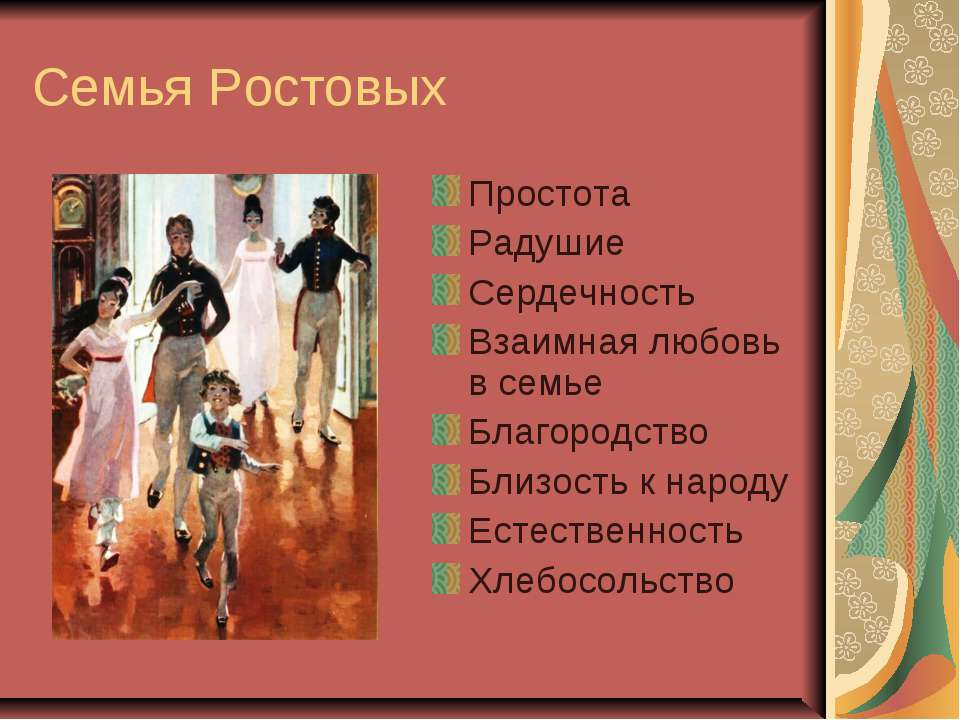 Семья Ростовых
Простота
Радушие
Сердечность
Взаимная любовь
в семье
Благородство
Близость к народу
Естественность
Хлебосольство